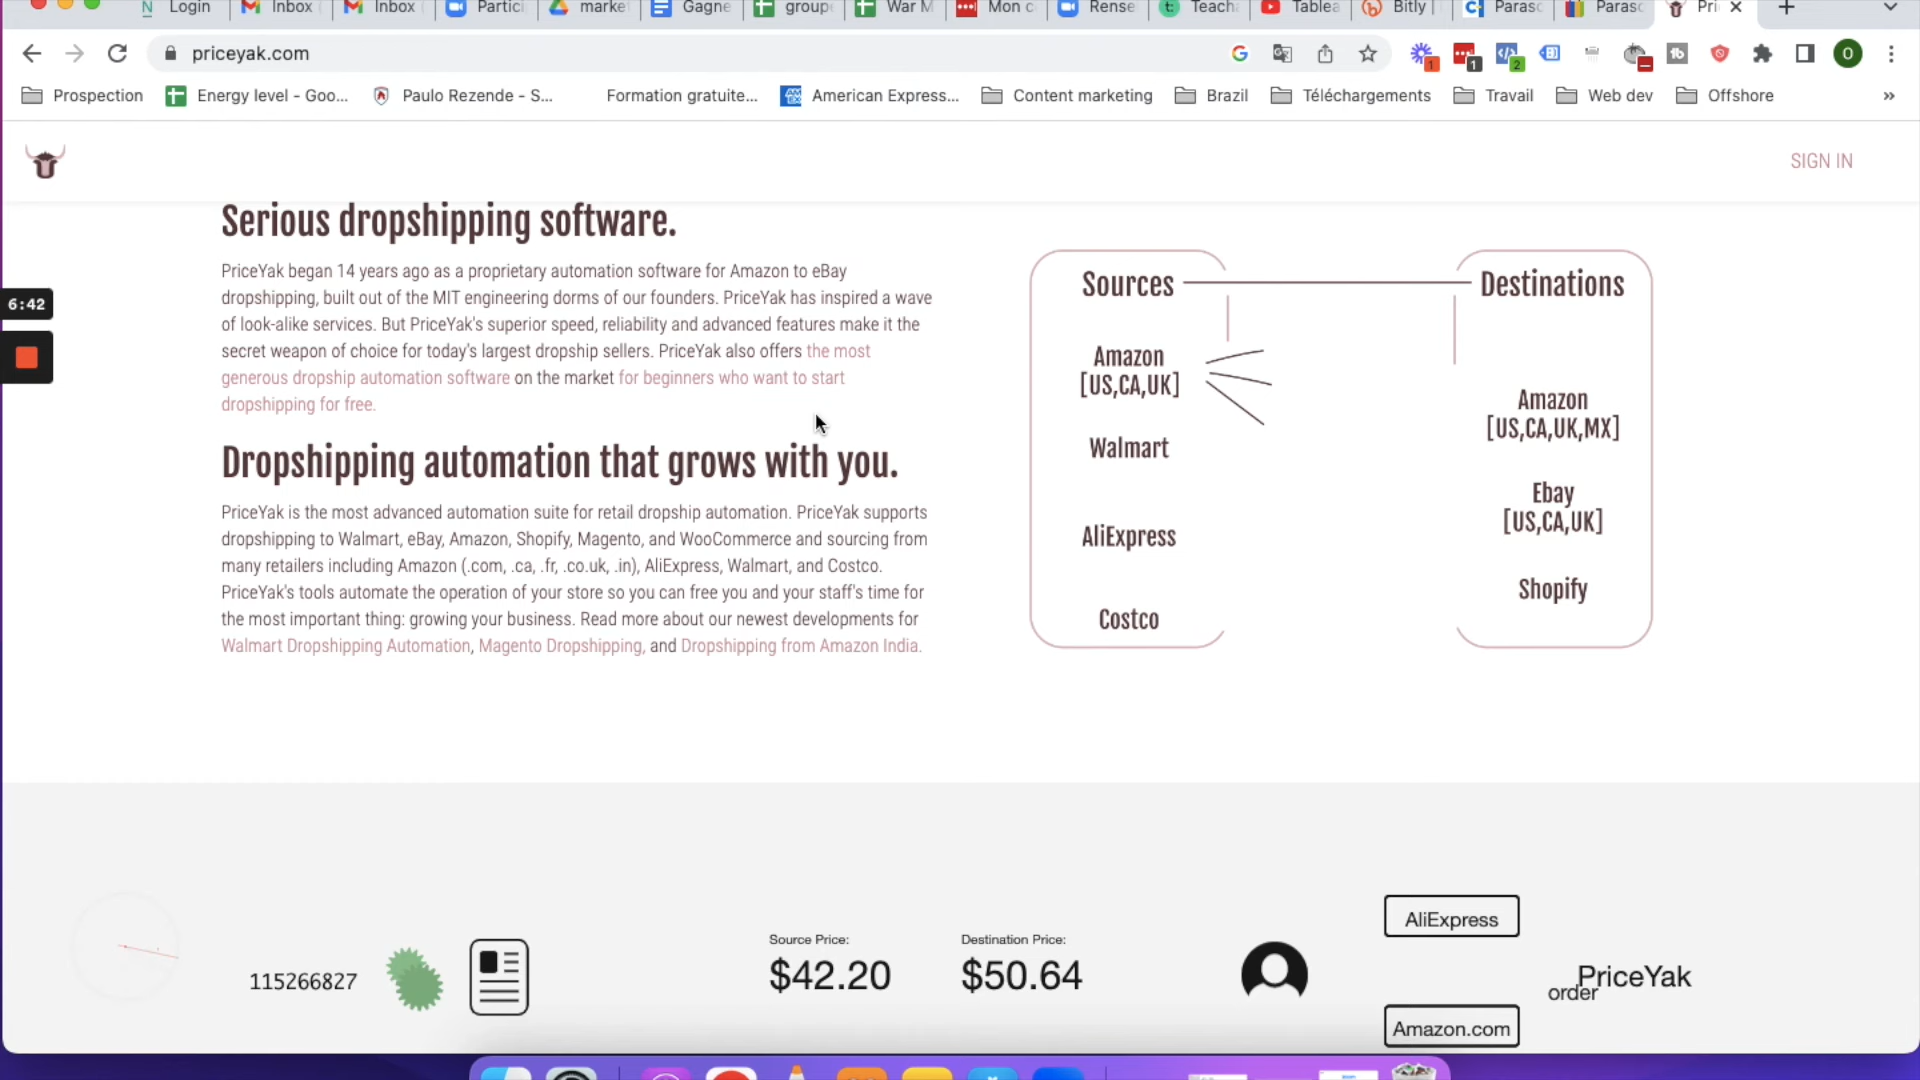 Login
Inbox
Inbox
Partici
market
Gagne
groupe
War M
Mon c
Rense
Teach
Tablea
Bitly |
Paraso
Paraso
Pri
priceyak.com
1
1
2
O
Prospection
Energy level - Goo...
Paulo Rezende - S...
Formation gratuite...
American Express...
Content marketing
Brazil
Téléchargements
Travail
Web dev
Offshore
»
SIGN IN
Serious dropshipping software.
PriceYak began 14 years ago as a proprietary automation software for Amazon to eBay
dropshipping, built out of the MIT engineering dorms of our founders. PriceYak has inspired a wave
of look-alike services. But PriceYak's superior speed, reliability and advanced features make it the
secret weapon of choice for today's largest dropship sellers. PriceYak also offers the most
generous dropship automation software on the market for beginners who want to start
dropshipping for free.
6:42
Dropshipping automation that grows with you.
PriceYak is the most advanced automation suite for retail dropship automation. PriceYak supports
dropshipping to Walmart, eBay, Amazon, Shopify, Magento, and WooCommerce and sourcing from
many retailers including Amazon (.com, .ca, .fr, .co.uk, .in), AliExpress, Walmart, and Costco.
PriceYak's tools automate the operation of your store so you can free you and your staff's time for
the most important thing: growing your business. Read more about our newest developments for
Walmart Dropshipping Automation, Magento Dropshipping, and Dropshipping from Amazon India.
Sources
Amazon
[US,CA,UK]
Walmart
AliExpress
Costco
Destinations
Amazon
[US,CA,UK,MX]
Ebay
[US,CA,UK]
Shopify
115266827
Source Price:
$42.20
Destination Price:
$50.64
AliExpress
PriceYak
order
Amazon.com